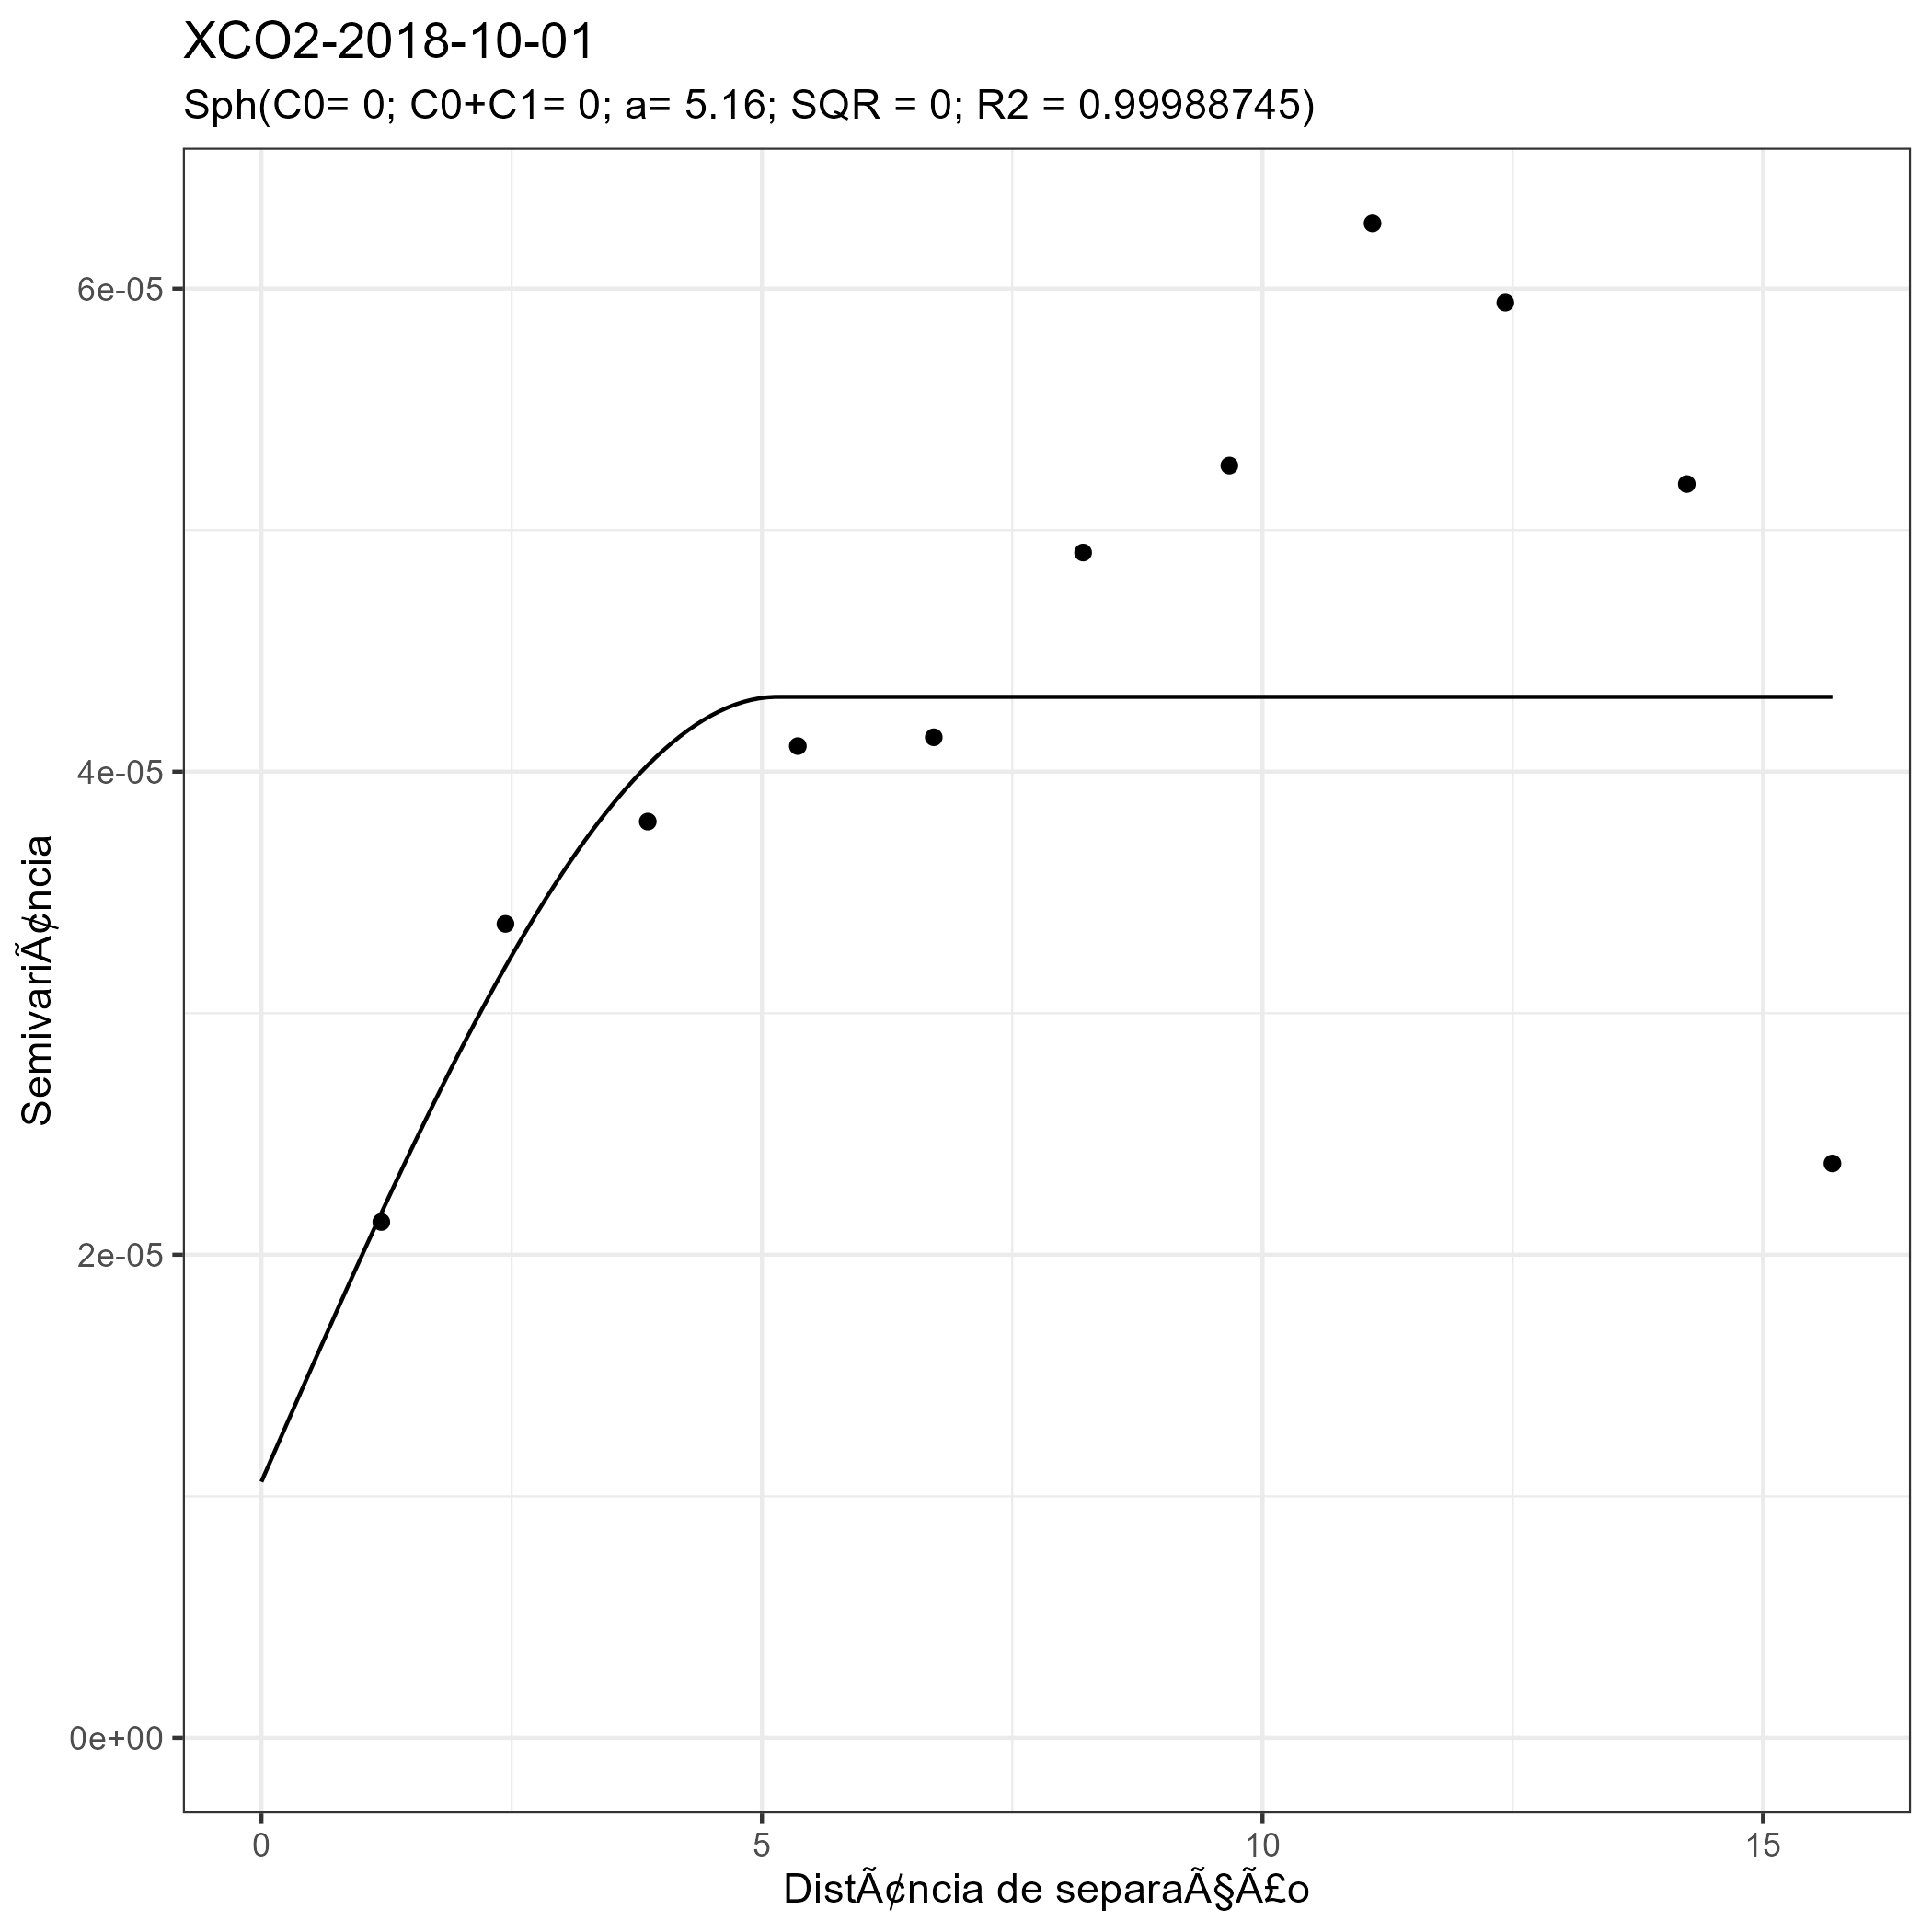 XCO2-2018-10-01
Sph(C0= 0; C0+C1= 0; a= 5.16; SQR = 0; R2 = 0.99988745)
6e-05
4e-05
2e-05
0e+00
SemivariÃ¢ncia
0
5
10
15
DistÃ¢ncia de separaÃ§Ã£o